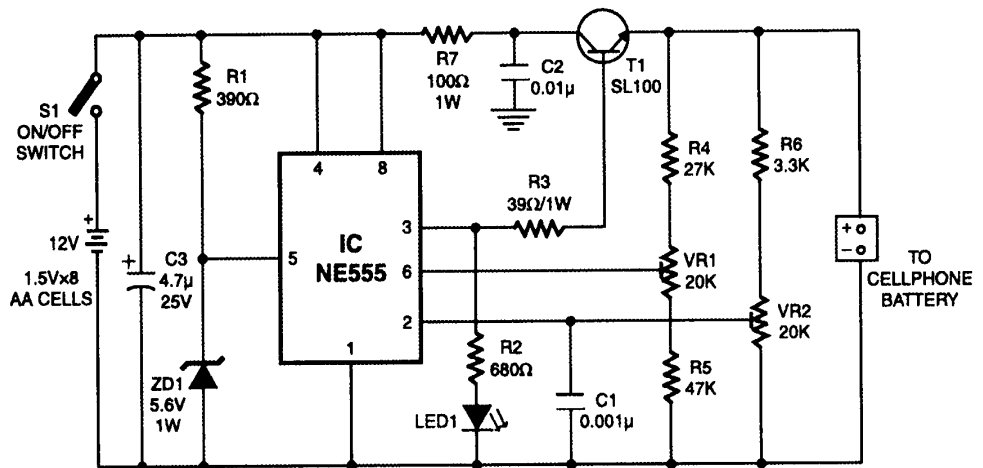 S1
ON/OFF
SWITCH
+
12V
1.5V×8
AA CELLS
+
C3
4.7µ
25V
R1
390Ω
ZD1
5.6V
1W
4
8
5
IC
NE555
3
6
2
1
R7
100Ω
1W
C2
0.01µ
T1
SL100
R3
39Ω/1W
R2
680Ω
LED1
C1
0.001µ
R4
27K
VR1
20K
R5
47K
R6
3.3K
VR2
20K
+
−
TO
CELLPHONE
BATTERY